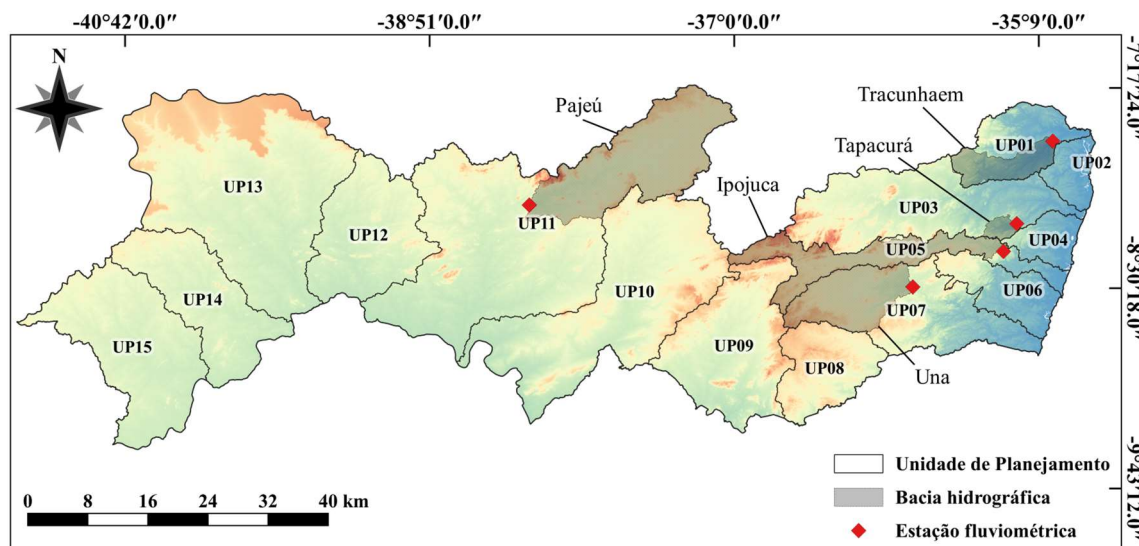 -40°42'0.0"
-38°51'0.0"
-37°0'0.0"
-35°9'0.0"
-7°17'24.0"
-8°30'18.0"
-9°43'12.0"
N
Pajeú
Tracunhaem
Tapacurá
Ipojuca
Una
UP01
UP02
UP03
UP04
UP05
UP06
UP07
UP08
UP09
UP10
UP11
UP12
UP13
UP14
UP15
0 8 16 24 32 40 km
Unidade de Planejamento
Bacia hidrográfica
Estação fluviométrica